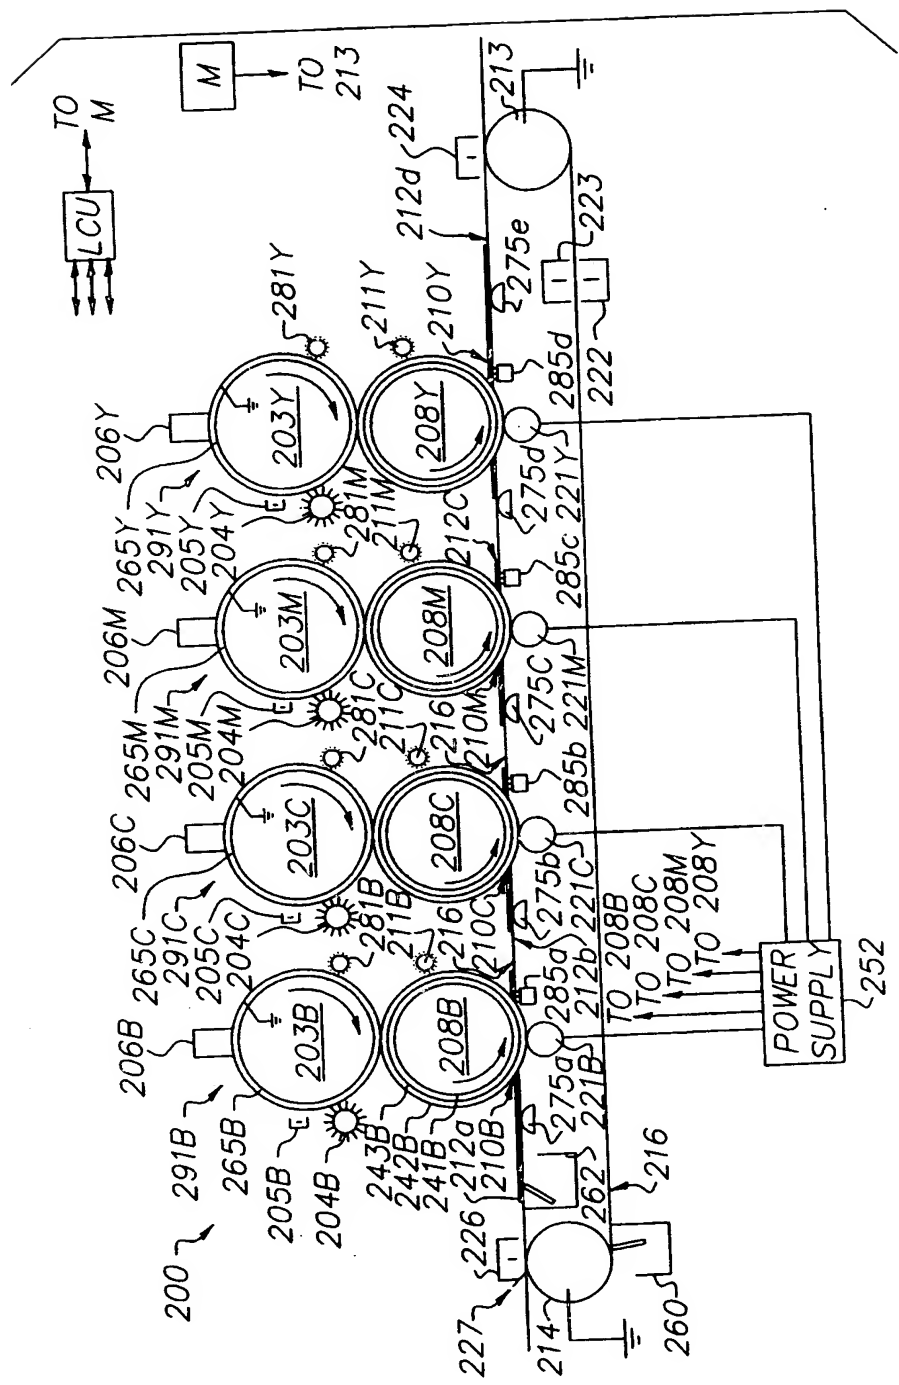 TO
M
LCU
M
TO
213
206Y
265Y
291Y
205Y
204Y
203Y
281Y
211Y
208Y
210Y
212d
224
213
275e
223
222
285d
221Y
275d
206M
265M
291M
205M
204M
203M
281M
211M
208M
210M
212C
285c
221M
275C
216
206C
265C
291C
205C
204C
203C
281C
211C
208C
210C
285b
221C
275b
212b
216
206B
265B
291B
205B
204B
203B
281B
211B
208B
243B
242B
241B
212a
210B
285a
221B
275a
TO 208B
TO 208C
TO 208M
TO 208Y
POWER
SUPPLY
252
200
226
227
214
262
216
260